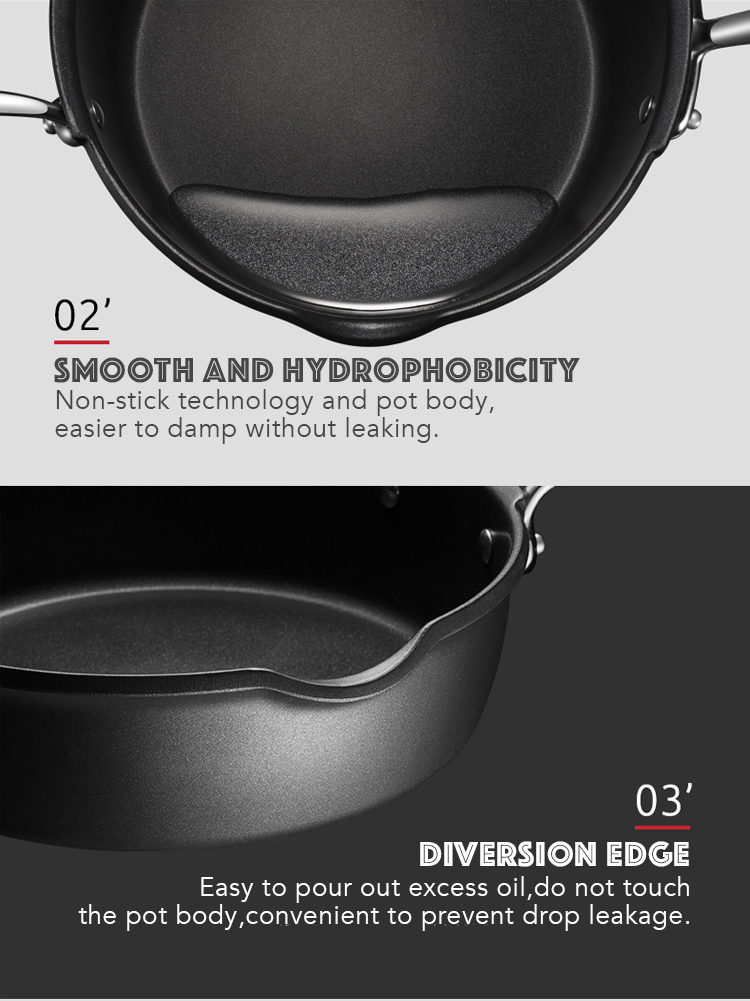 02’
SMOOTH AND HYDROPHOBICITY
Non-stick technology and pot body,
easier to damp without leaking.
03’
DIVERSION EDGE
Easy to pour out excess oil,do not touch
the pot body,convenient to prevent drop leakage.